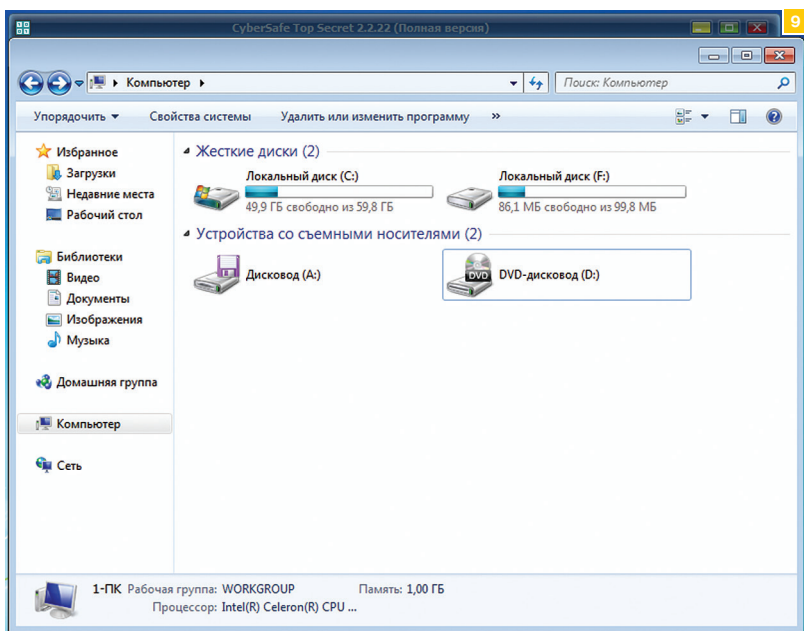 CyberSafe Top Secret 2.2.22 (Полная версия)
9
Компьютер
Поиск: Компьютер
Упорядочить
Свойства системы
Удалить или изменить программу
»
Избранное
Загрузки
Недавние места
Рабочий стол
Библиотеки
Видео
Документы
Изображения
Музыка
Домашняя группа
Компьютер
Сеть
Жесткие диски (2)
Локальный диск (C:)
49,9 ГБ свободно из 59,8 ГБ
Локальный диск (F:)
86,1 МБ свободно из 99,8 МБ
Устройства со съемными носителями (2)
Дисковод (A:)
DVD
DVD-дисковод (D:)
1-ПК Рабочая группа: WORKGROUP Память: 1,00 ГБ
Процессор: Intel(R) Celeron(R) CPU ...